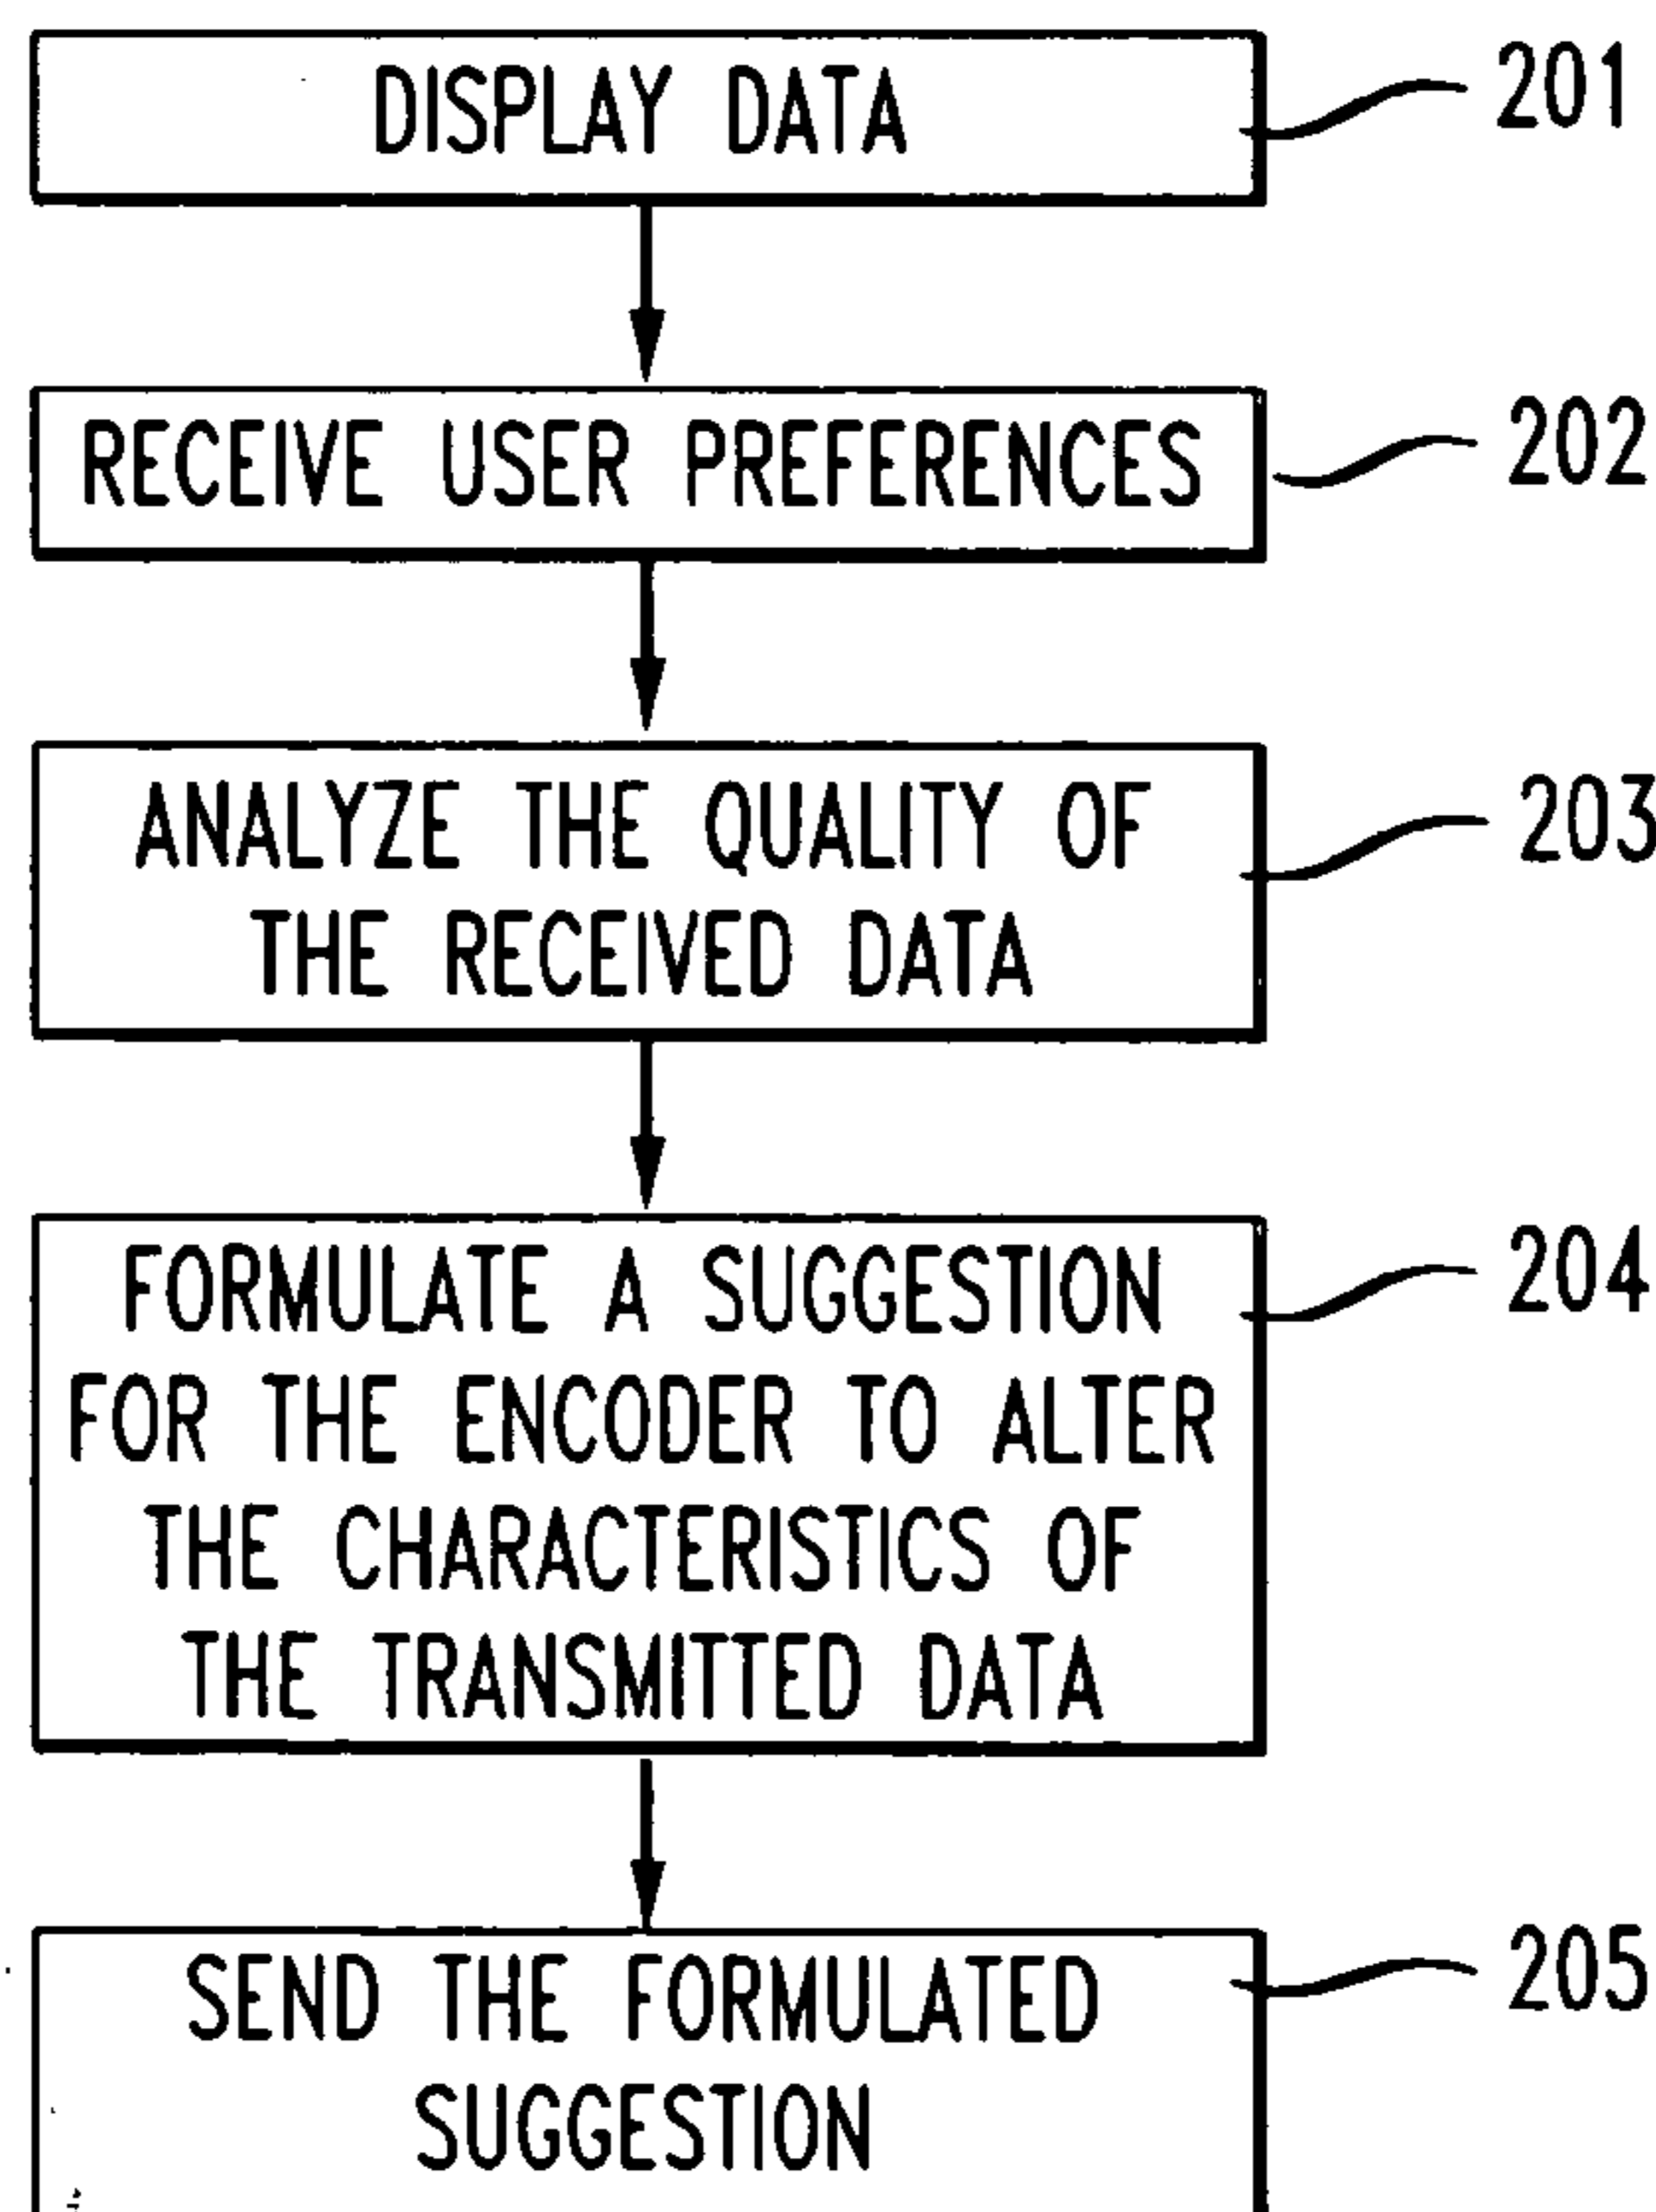 DISPLAY DATA
201
RECEIVE USER PREFERENCES
202
ANALYZE THE QUALITY OF
THE RECEIVED DATA
203
FORMULATE A SUGGESTION
FOR THE ENCODER TO ALTER
THE CHARACTERISTICS OF
THE TRANSMITTED DATA
204
SEND THE FORMULATED
SUGGESTION
205